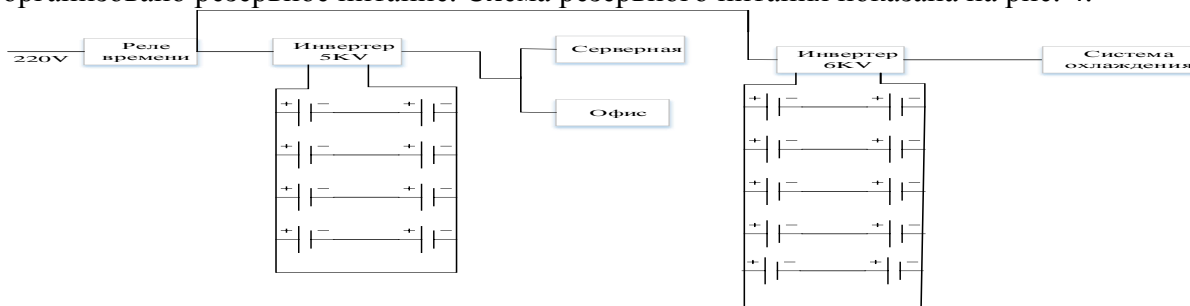 организовано резервное питание. Схема резервного питания показана на рис. 4.
220V
Реле
времени
Инвертер
5KV
Серверная
Офис
Инвертер
6KV
Система
охлаждения
+ − + −
+ − + −
+ − + −
+ − + −
+ − + −
+ − + −
+ − + −
+ − + −
+ − + −